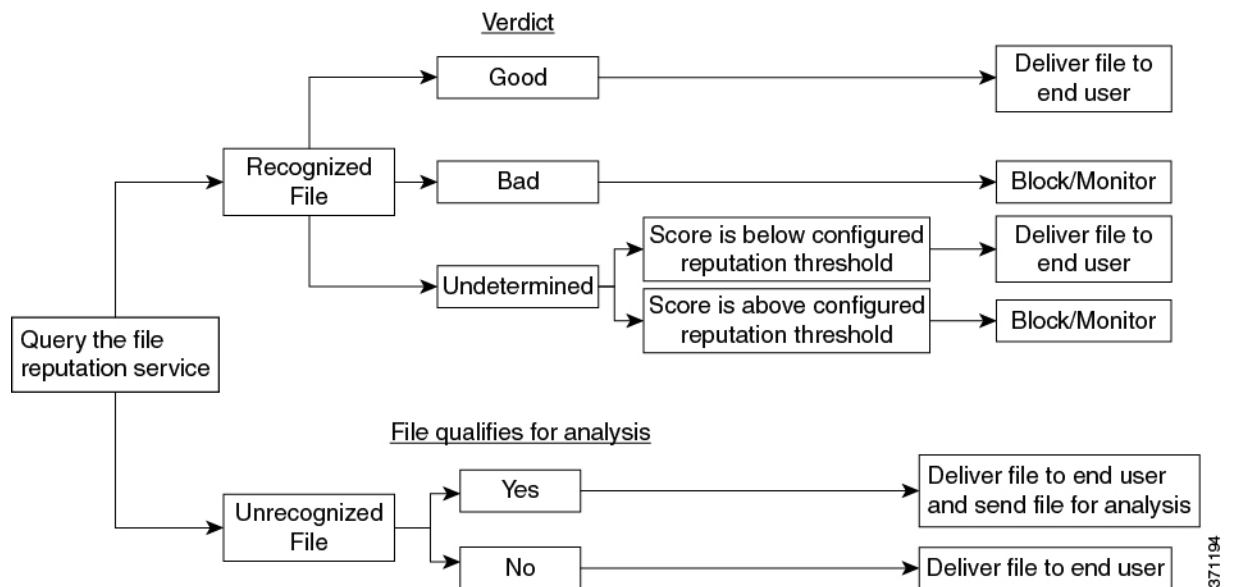 Verdict
Good
Deliver file to
end user
Recognized
File
Bad
Block/Monitor
Undetermined
Score is below configured
reputation threshold
Deliver file to
end user
Score is above configured
reputation threshold
Block/Monitor
Query the file
reputation service
File qualifies for analysis
Unrecognized
File
Yes
Deliver file to end user
and send file for analysis
No
Deliver file to end user
371194